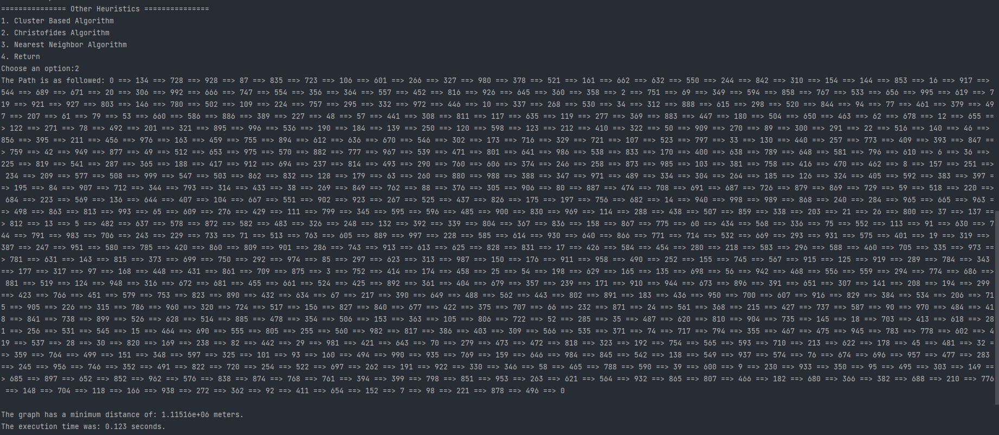 =============== Other Heuristics ===============
1. Cluster Based Algorithm
2. Christofides Algorithm
3. Nearest Neighbor Algorithm
4. Return
Choose an option:2
The Path is as followed: 0 ==> 134 ==> 728 ==> 928 ==> 87 ==> 835 ==> 723 ==> 106 ==> 601 ==> 266 ==> 327 ==> 980 ==> 378 ==> 521 ==> 161 ==> 662 ==> 632 ==> 550 ==> 244 ==> 842 ==> 310 ==> 154 ==> 144 ==> 853 ==> 16 ==> 917 ==>
544 ==> 689 ==> 671 ==> 20 ==> 306 ==> 992 ==> 666 ==> 747 ==> 554 ==> 356 ==> 364 ==> 557 ==> 452 ==> 816 ==> 926 ==> 645 ==> 360 ==> 358 ==> 2 ==> 751 ==> 69 ==> 349 ==> 594 ==> 858 ==> 767 ==> 533 ==> 656 ==> 995 ==> 619 ==> 7
19 ==> 921 ==> 927 ==> 803 ==> 146 ==> 780 ==> 502 ==> 109 ==> 224 ==> 757 ==> 295 ==> 332 ==> 972 ==> 446 ==> 10 ==> 337 ==> 268 ==> 530 ==> 34 ==> 312 ==> 888 ==> 615 ==> 298 ==> 520 ==> 844 ==> 94 ==> 77 ==> 461 ==> 379 ==> 49
7 ==> 207 ==> 61 ==> 79 ==> 53 ==> 660 ==> 586 ==> 886 ==> 389 ==> 227 ==> 48 ==> 57 ==> 441 ==> 308 ==> 811 ==> 117 ==> 635 ==> 119 ==> 277 ==> 369 ==> 883 ==> 447 ==> 180 ==> 504 ==> 650 ==> 463 ==> 62 ==> 678 ==> 12 ==> 655 ==
> 122 ==> 271 ==> 78 ==> 492 ==> 201 ==> 321 ==> 895 ==> 996 ==> 536 ==> 190 ==> 184 ==> 139 ==> 250 ==> 120 ==> 598 ==> 123 ==> 212 ==> 410 ==> 322 ==> 50 ==> 909 ==> 270 ==> 89 ==> 300 ==> 291 ==> 22 ==> 516 ==> 140 ==> 46 ==>
856 ==> 395 ==> 211 ==> 456 ==> 976 ==> 163 ==> 459 ==> 755 ==> 894 ==> 612 ==> 636 ==> 670 ==> 546 ==> 302 ==> 173 ==> 716 ==> 329 ==> 721 ==> 107 ==> 523 ==> 797 ==> 33 ==> 130 ==> 440 ==> 257 ==> 773 ==> 409 ==> 393 ==> 847 ==
> 759 ==> 42 ==> 949 ==> 877 ==> 49 ==> 512 ==> 653 ==> 975 ==> 570 ==> 882 ==> 777 ==> 967 ==> 539 ==> 471 ==> 801 ==> 641 ==> 986 ==> 538 ==> 833 ==> 170 ==> 400 ==> 638 ==> 789 ==> 648 ==> 581 ==> 796 ==> 610 ==> 6 ==> 36 ==>
225 ==> 819 ==> 541 ==> 287 ==> 365 ==> 188 ==> 417 ==> 912 ==> 694 ==> 237 ==> 814 ==> 493 ==> 290 ==> 760 ==> 606 ==> 374 ==> 246 ==> 258 ==> 873 ==> 985 ==> 103 ==> 381 ==> 758 ==> 416 ==> 470 ==> 462 ==> 8 ==> 157 ==> 251 ==>
 234 ==> 209 ==> 577 ==> 508 ==> 999 ==> 547 ==> 503 ==> 862 ==> 832 ==> 128 ==> 179 ==> 63 ==> 260 ==> 880 ==> 988 ==> 388 ==> 347 ==> 971 ==> 489 ==> 334 ==> 304 ==> 264 ==> 185 ==> 126 ==> 324 ==> 405 ==> 592 ==> 383 ==> 397 =
=> 195 ==> 84 ==> 907 ==> 712 ==> 344 ==> 793 ==> 314 ==> 433 ==> 38 ==> 269 ==> 849 ==> 762 ==> 88 ==> 376 ==> 305 ==> 906 ==> 80 ==> 887 ==> 474 ==> 708 ==> 691 ==> 687 ==> 726 ==> 879 ==> 869 ==> 729 ==> 59 ==> 518 ==> 220 ==>
 684 ==> 223 ==> 569 ==> 136 ==> 644 ==> 407 ==> 104 ==> 667 ==> 551 ==> 902 ==> 923 ==> 267 ==> 525 ==> 437 ==> 826 ==> 175 ==> 197 ==> 756 ==> 682 ==> 14 ==> 940 ==> 998 ==> 989 ==> 868 ==> 240 ==> 284 ==> 965 ==> 665 ==> 963 =
=> 498 ==> 863 ==> 813 ==> 993 ==> 65 ==> 609 ==> 276 ==> 429 ==> 111 ==> 799 ==> 345 ==> 595 ==> 596 ==> 485 ==> 900 ==> 830 ==> 969 ==> 114 ==> 288 ==> 438 ==> 507 ==> 859 ==> 338 ==> 203 ==> 21 ==> 26 ==> 800 ==> 37 ==> 137 ==
> 812 ==> 13 ==> 5 ==> 482 ==> 637 ==> 578 ==> 872 ==> 582 ==> 483 ==> 326 ==> 248 ==> 132 ==> 392 ==> 339 ==> 804 ==> 367 ==> 836 ==> 158 ==> 867 ==> 775 ==> 60 ==> 434 ==> 568 ==> 336 ==> 75 ==> 552 ==> 113 ==> 91 ==> 630 ==> 7
44 ==> 791 ==> 983 ==> 706 ==> 243 ==> 229 ==> 733 ==> 71 ==> 513 ==> 763 ==> 605 ==> 889 ==> 997 ==> 228 ==> 585 ==> 614 ==> 930 ==> 640 ==> 866 ==> 771 ==> 714 ==> 532 ==> 669 ==> 293 ==> 931 ==> 575 ==> 401 ==> 19 ==> 319 ==>
387 ==> 247 ==> 951 ==> 580 ==> 785 ==> 420 ==> 860 ==> 809 ==> 901 ==> 286 ==> 743 ==> 913 ==> 613 ==> 625 ==> 828 ==> 831 ==> 17 ==> 426 ==> 584 ==> 454 ==> 280 ==> 218 ==> 583 ==> 296 ==> 588 ==> 460 ==> 705 ==> 335 ==> 973 ==
> 781 ==> 631 ==> 143 ==> 815 ==> 373 ==> 699 ==> 750 ==> 292 ==> 974 ==> 85 ==> 297 ==> 623 ==> 313 ==> 987 ==> 150 ==> 176 ==> 911 ==> 958 ==> 490 ==> 252 ==> 155 ==> 745 ==> 567 ==> 915 ==> 125 ==> 919 ==> 289 ==> 784 ==> 343 
==> 177 ==> 317 ==> 97 ==> 168 ==> 448 ==> 431 ==> 861 ==> 709 ==> 875 ==> 3 ==> 752 ==> 414 ==> 174 ==> 458 ==> 25 ==> 54 ==> 198 ==> 629 ==> 165 ==> 135 ==> 698 ==> 56 ==> 942 ==> 468 ==> 556 ==> 559 ==> 294 ==> 774 ==> 686 ==>
 881 ==> 519 ==> 124 ==> 948 ==> 316 ==> 672 ==> 681 ==> 455 ==> 661 ==> 524 ==> 425 ==> 892 ==> 361 ==> 404 ==> 679 ==> 357 ==> 239 ==> 171 ==> 910 ==> 944 ==> 673 ==> 896 ==> 391 ==> 651 ==> 307 ==> 141 ==> 208 ==> 194 ==> 299 
==> 423 ==> 766 ==> 451 ==> 579 ==> 753 ==> 823 ==> 890 ==> 432 ==> 634 ==> 67 ==> 217 ==> 390 ==> 649 ==> 488 ==> 562 ==> 443 ==> 802 ==> 891 ==> 183 ==> 436 ==> 950 ==> 700 ==> 607 ==> 916 ==> 829 ==> 384 ==> 534 ==> 206 ==> 71
5 ==> 905 ==> 226 ==> 315 ==> 786 ==> 960 ==> 320 ==> 724 ==> 517 ==> 156 ==> 827 ==> 840 ==> 677 ==> 422 ==> 375 ==> 707 ==> 66 ==> 232 ==> 871 ==> 24 ==> 561 ==> 368 ==> 215 ==> 427 ==> 737 ==> 587 ==> 90 ==> 970 ==> 484 ==> 41
8 ==> 841 ==> 738 ==> 899 ==> 526 ==> 628 ==> 514 ==> 885 ==> 478 ==> 354 ==> 506 ==> 153 ==> 363 ==> 105 ==> 806 ==> 722 ==> 52 ==> 285 ==> 35 ==> 487 ==> 620 ==> 810 ==> 904 ==> 735 ==> 145 ==> 18 ==> 703 ==> 413 ==> 618 ==> 28
1 ==> 256 ==> 531 ==> 545 ==> 15 ==> 464 ==> 690 ==> 555 ==> 805 ==> 255 ==> 560 ==> 982 ==> 817 ==> 386 ==> 403 ==> 309 ==> 566 ==> 535 ==> 371 ==> 74 ==> 717 ==> 794 ==> 355 ==> 467 ==> 475 ==> 945 ==> 783 ==> 778 ==> 602 ==> 4
19 ==> 537 ==> 28 ==> 30 ==> 820 ==> 169 ==> 238 ==> 82 ==> 442 ==> 29 ==> 981 ==> 421 ==> 643 ==> 70 ==> 279 ==> 473 ==> 472 ==> 818 ==> 323 ==> 192 ==> 754 ==> 565 ==> 593 ==> 710 ==> 213 ==> 622 ==> 178 ==> 45 ==> 481 ==> 32 =
=> 359 ==> 764 ==> 499 ==> 151 ==> 348 ==> 597 ==> 325 ==> 101 ==> 93 ==> 160 ==> 494 ==> 990 ==> 935 ==> 769 ==> 159 ==> 646 ==> 984 ==> 845 ==> 542 ==> 138 ==> 549 ==> 937 ==> 574 ==> 76 ==> 674 ==> 696 ==> 957 ==> 477 ==> 283 
==> 245 ==> 956 ==> 746 ==> 352 ==> 491 ==> 822 ==> 720 ==> 254 ==> 522 ==> 697 ==> 262 ==> 191 ==> 922 ==> 330 ==> 346 ==> 58 ==> 465 ==> 788 ==> 590 ==> 39 ==> 600 ==> 9 ==> 230 ==> 933 ==> 350 ==> 95 ==> 495 ==> 303 ==> 149 ==
> 685 ==> 897 ==> 652 ==> 852 ==> 962 ==> 576 ==> 838 ==> 874 ==> 768 ==> 761 ==> 394 ==> 399 ==> 798 ==> 851 ==> 953 ==> 263 ==> 621 ==> 564 ==> 932 ==> 865 ==> 807 ==> 466 ==> 182 ==> 680 ==> 366 ==> 382 ==> 688 ==> 210 ==> 776
 ==> 148 ==> 704 ==> 118 ==> 166 ==> 938 ==> 272 ==> 362 ==> 92 ==> 411 ==> 654 ==> 152 ==> 7 ==> 98 ==> 221 ==> 878 ==> 496 ==> 0
The graph has a minimum distance of: 1.11516e+06 meters.
The execution time was: 0.123 seconds.